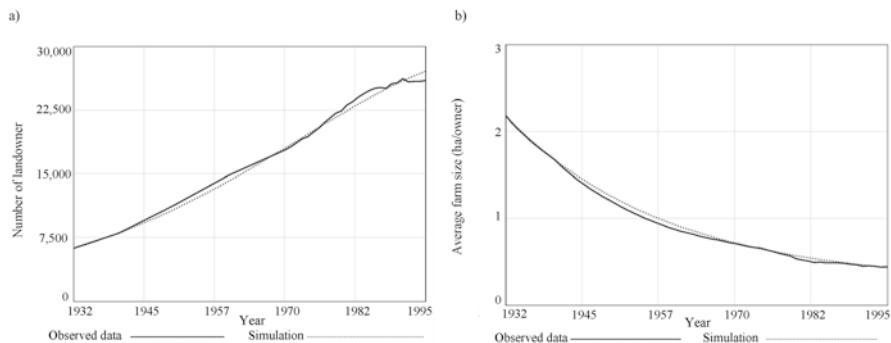 a)
30,000
22,500
15,000
7,500
0
Number of landowner
1932 1945 1957 1970 1982 1995
Year
Observed data Simulation
b)
3
2
1
0
Average farm size (ha/owner)
1932 1945 1957 1970 1982 1995
Year
Observed data Simulation